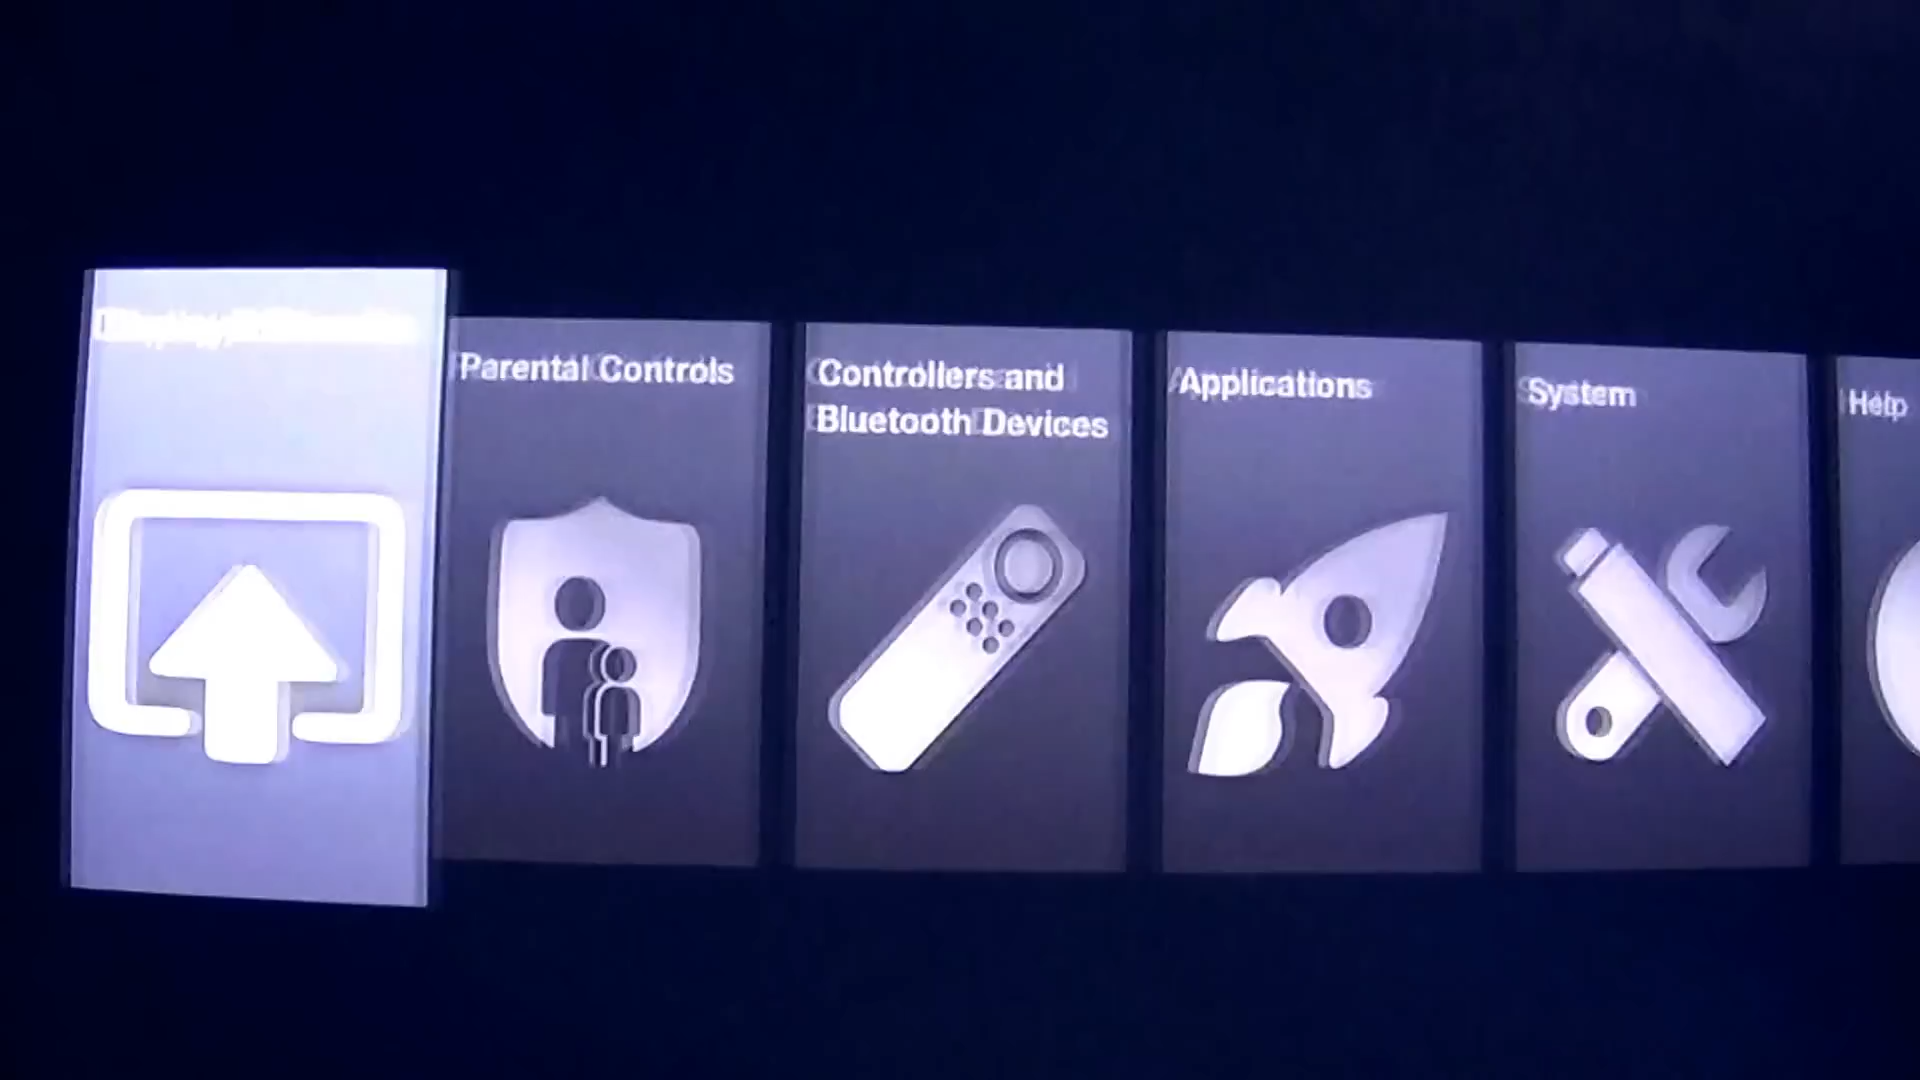 Parental Controls
Controllers and
Bluetooth Devices
Applications
System
Help